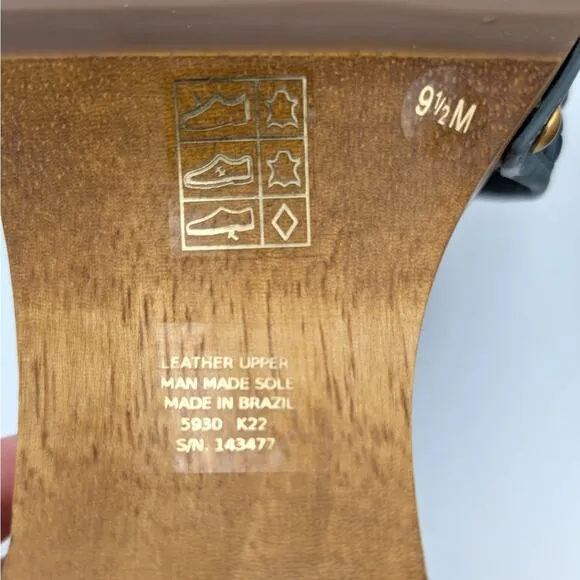 9½M
LEATHER UPPER
MAN MADE SOLE
MADE IN BRAZIL
5930 K22
S/N. 143477